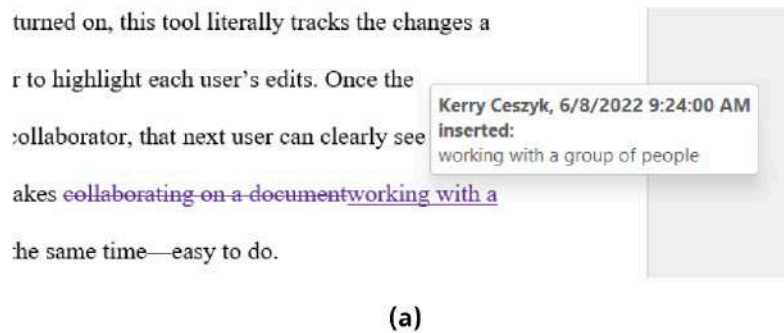 turned on, this tool literally tracks the changes a
r to highlight each user’s edits. Once the
Kerry Ceszyk, 6/8/2022 9:24:00 AM
inserted:
working with a group of people
collaborator, that next user can clearly see
akes collaborating on a documentworking with a
the same time—easy to do.
(a)